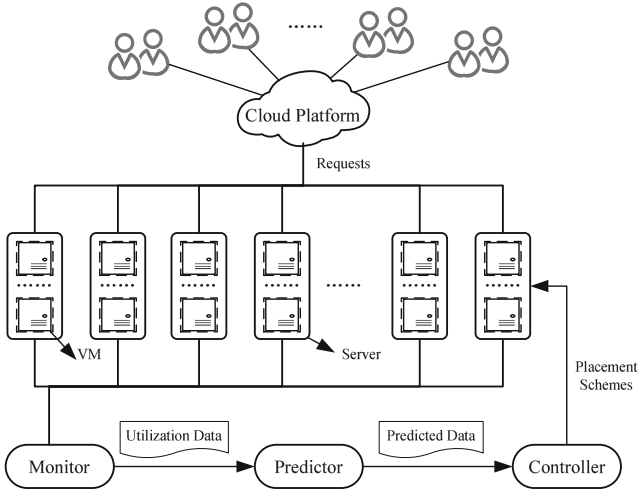 ......
Cloud Platform
Requests
...... ...... ...... ...... ...... ...... ......
VM
Server
Placement
Schemes
Utilization Data
Predicted Data
Monitor
Predictor
Controller